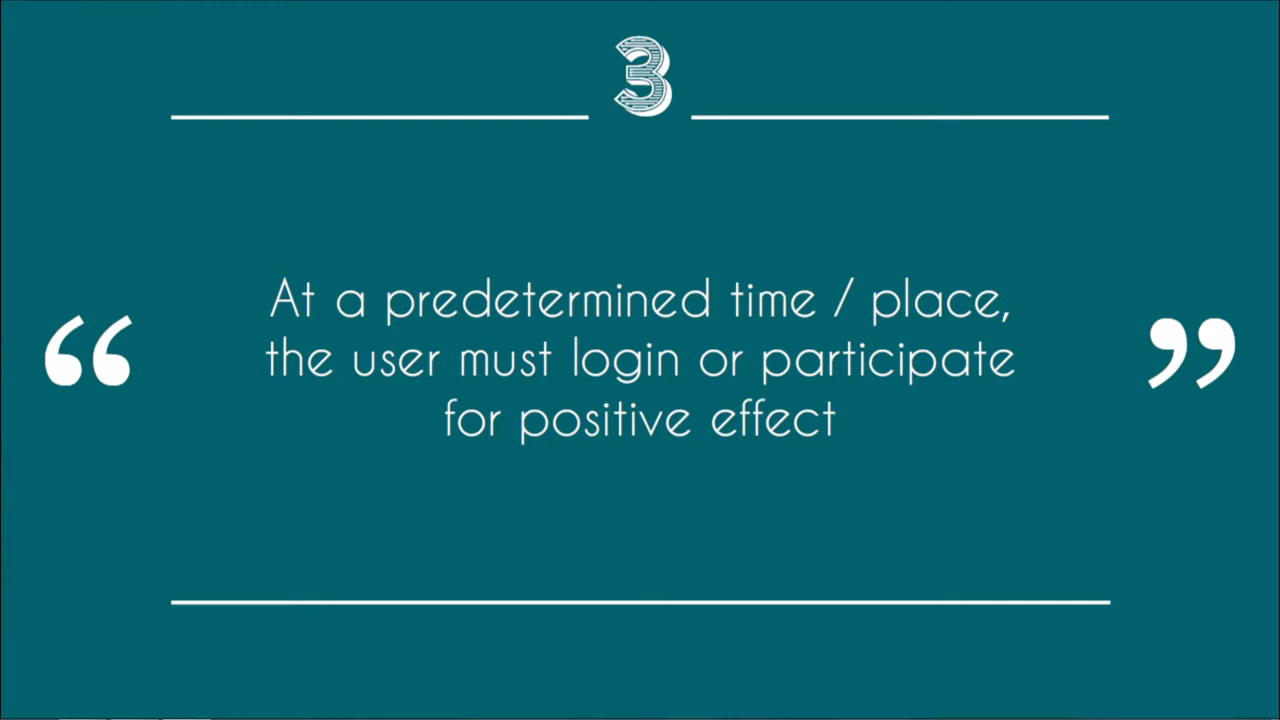 3
“ ”
At a predetermined time / place,
the user must login or participate
for positive effect